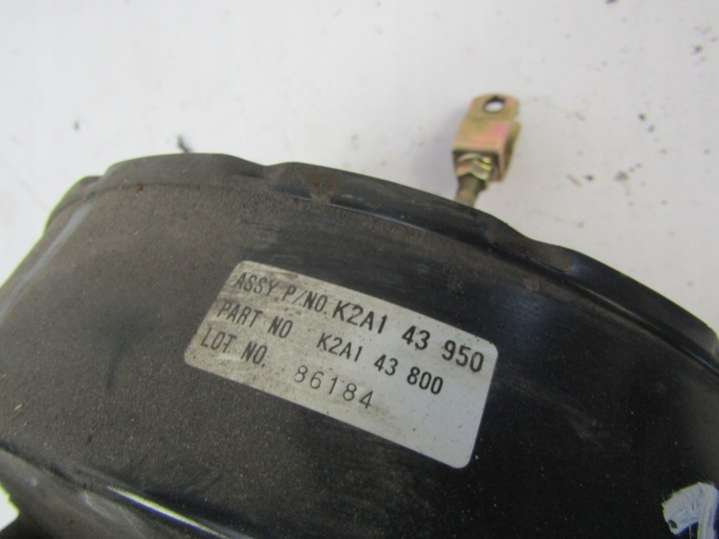 ASSY P/NO. K2A1 43 950
PART NO K2A1 43 800
LOT NO. 86184